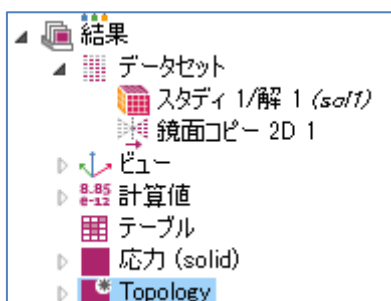 結果
データセット
スタディ 1/解 1 (sol1)
鏡面コピー 2D 1
ビュー
8.85
e-12 計算値
テーブル
応力 (solid)
Topology